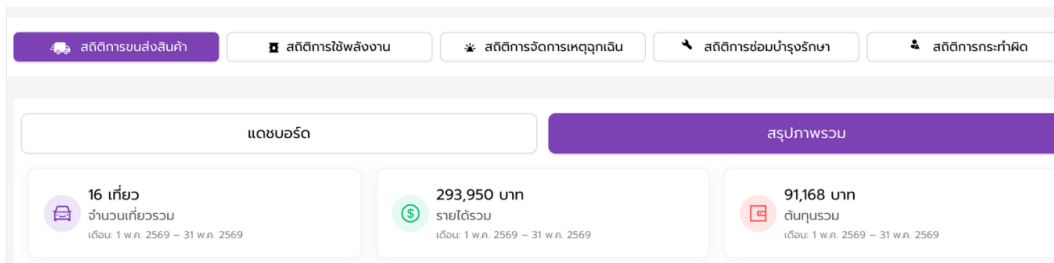 สถิติการขนส่งสินค้า
สถิติการใช้พลังงาน
สถิติการจัดการเหตุฉุกเฉิน
สถิติการซ่อมบำรุงรักษา
สถิติการกระทำผิด
แดชบอร์ด
สรุปภาพรวม
16 เที่ยว
จำนวนเที่ยวรวม
เดือน: 1 พ.ค. 2569 – 31 พ.ค. 2569
293,950 บาท
รายได้รวม
เดือน: 1 พ.ค. 2569 – 31 พ.ค. 2569
91,168 บาท
ต้นทุนรวม
เดือน: 1 พ.ค. 2569 – 31 พ.ค. 2569